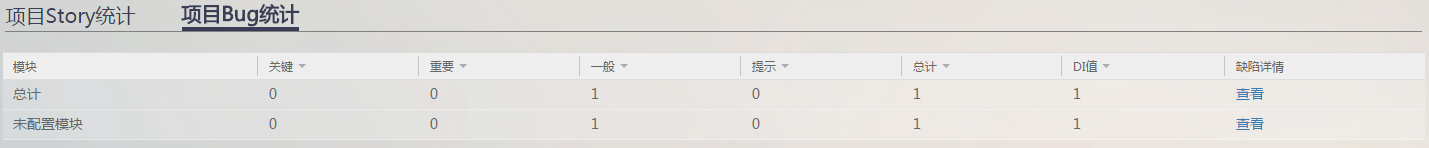 项目Story统计 项目Bug统计
模块 关键 重要 一般 提示 总计 DI值 缺陷详情
总计 0 0 1 0 1 1 查看
未配置模块 0 0 1 0 1 1 查看